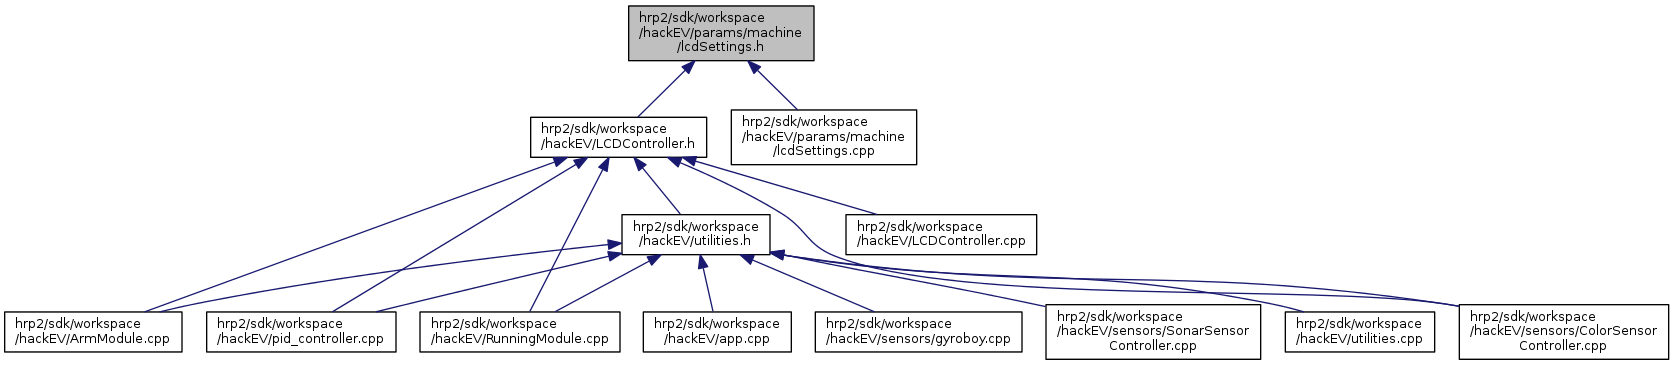 hrp2/sdk/workspace
/hackEV/params/machine
/lcdSettings.h
hrp2/sdk/workspace
/hackEV/LCDController.h
hrp2/sdk/workspace
/hackEV/params/machine
/lcdSettings.cpp
hrp2/sdk/workspace
/hackEV/utilities.h
hrp2/sdk/workspace
/hackEV/LCDController.cpp
hrp2/sdk/workspace
/hackEV/ArmModule.cpp
hrp2/sdk/workspace
/hackEV/pid_controller.cpp
hrp2/sdk/workspace
/hackEV/RunningModule.cpp
hrp2/sdk/workspace
/hackEV/app.cpp
hrp2/sdk/workspace
/hackEV/sensors/gyroboy.cpp
hrp2/sdk/workspace
/hackEV/sensors/SonarSensor
Controller.cpp
hrp2/sdk/workspace
/hackEV/utilities.cpp
hrp2/sdk/workspace
/hackEV/sensors/ColorSensor
Controller.cpp